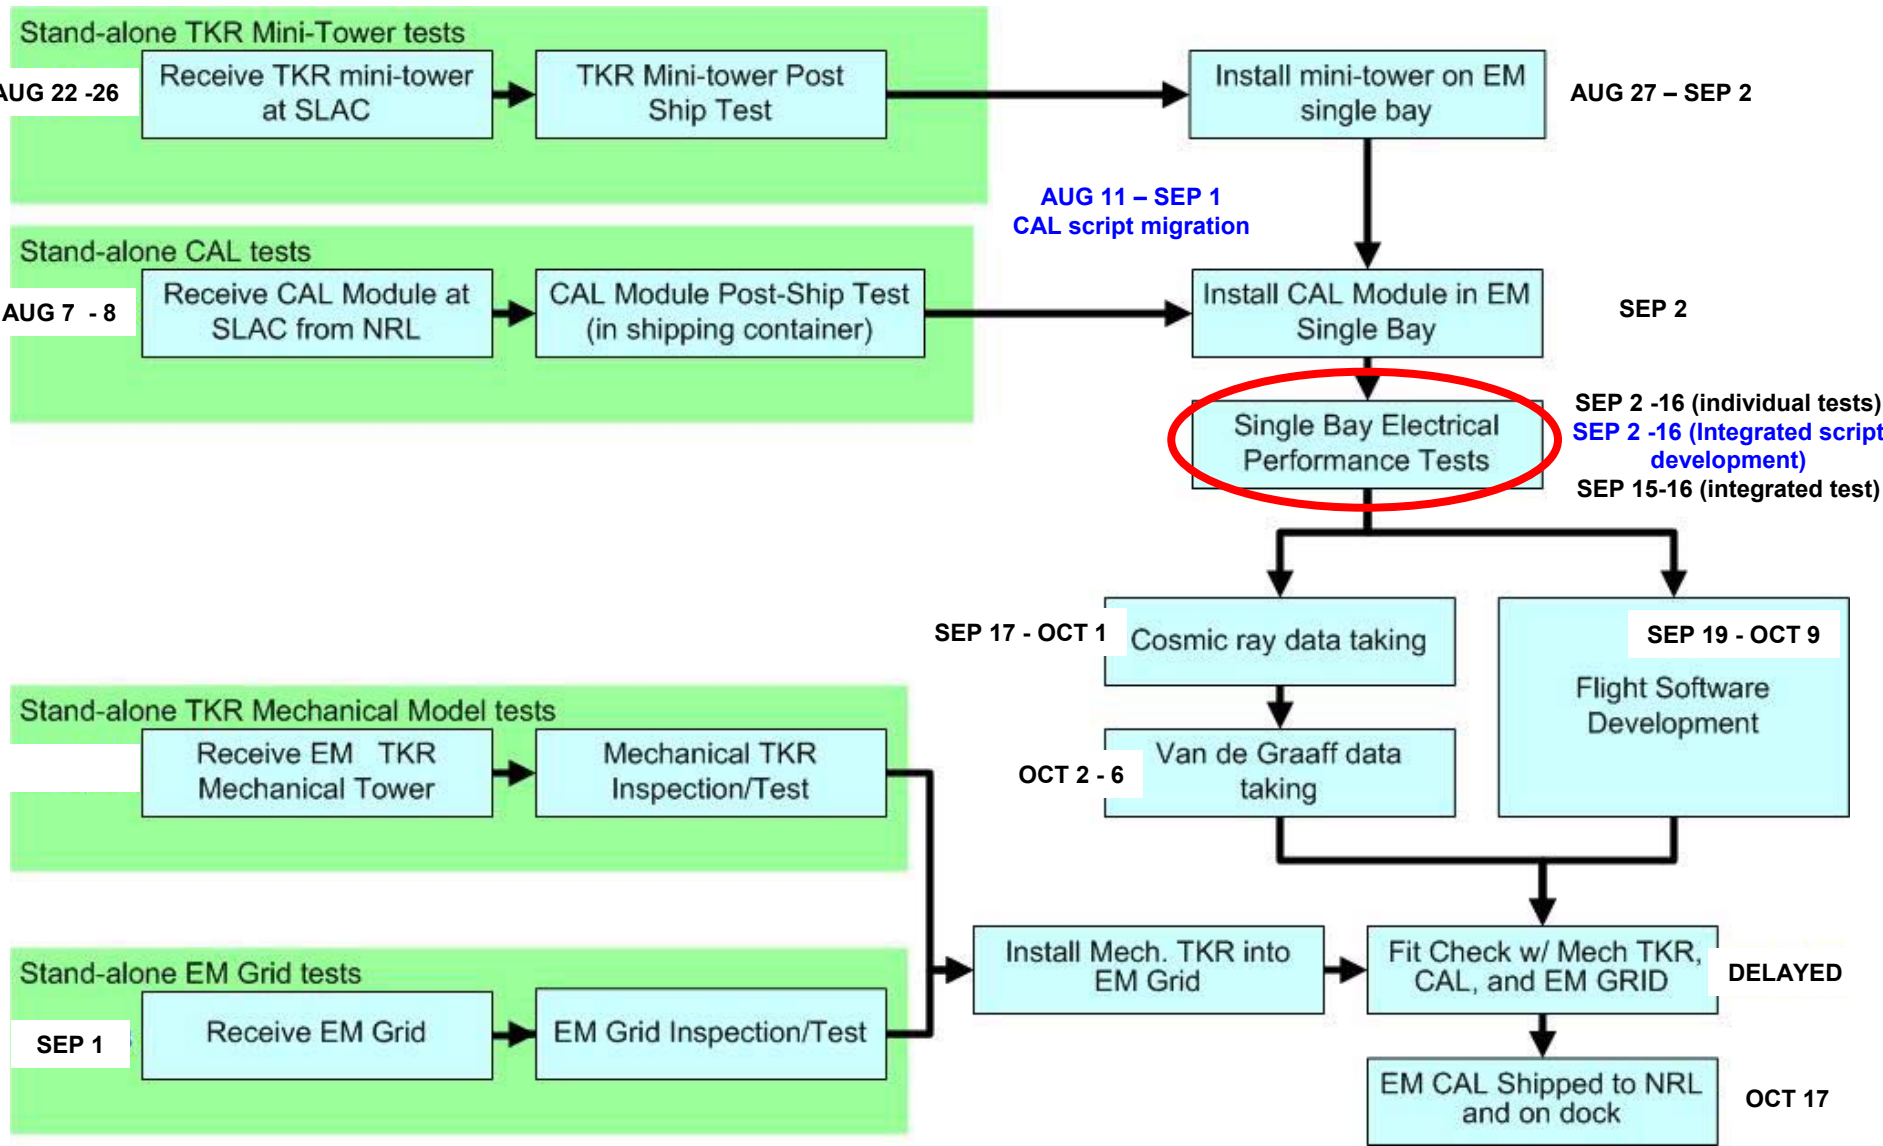 Stand-alone TKR Mini-Tower tests
AUG 22 -26
Receive TKR mini-tower
at SLAC
TKR Mini-tower Post
Ship Test
Install mini-tower on EM
single bay
AUG 27 – SEP 2
AUG 11 – SEP 1
CAL script migration
Stand-alone CAL tests
AUG 7 - 8
Receive CAL Module at
SLAC from NRL
CAL Module Post-Ship Test
(in shipping container)
Install CAL Module in EM
Single Bay
SEP 2
Single Bay Electrical
Performance Tests
SEP 2 -16 (individual tests)
SEP 2 -16 (Integrated script
development)
SEP 15-16 (integrated test)
SEP 17 - OCT 1
Cosmic ray data taking
SEP 19 - OCT 9
Flight Software
Development
Stand-alone TKR Mechanical Model tests
Receive EM TKR
Mechanical Tower
Mechanical TKR
Inspection/Test
OCT 2 - 6
Van de Graaff data
taking
Stand-alone EM Grid tests
SEP 1
Receive EM Grid
EM Grid Inspection/Test
Install Mech. TKR into
EM Grid
Fit Check w/ Mech TKR,
CAL, and EM GRID
DELAYED
EM CAL Shipped to NRL
and on dock
OCT 17